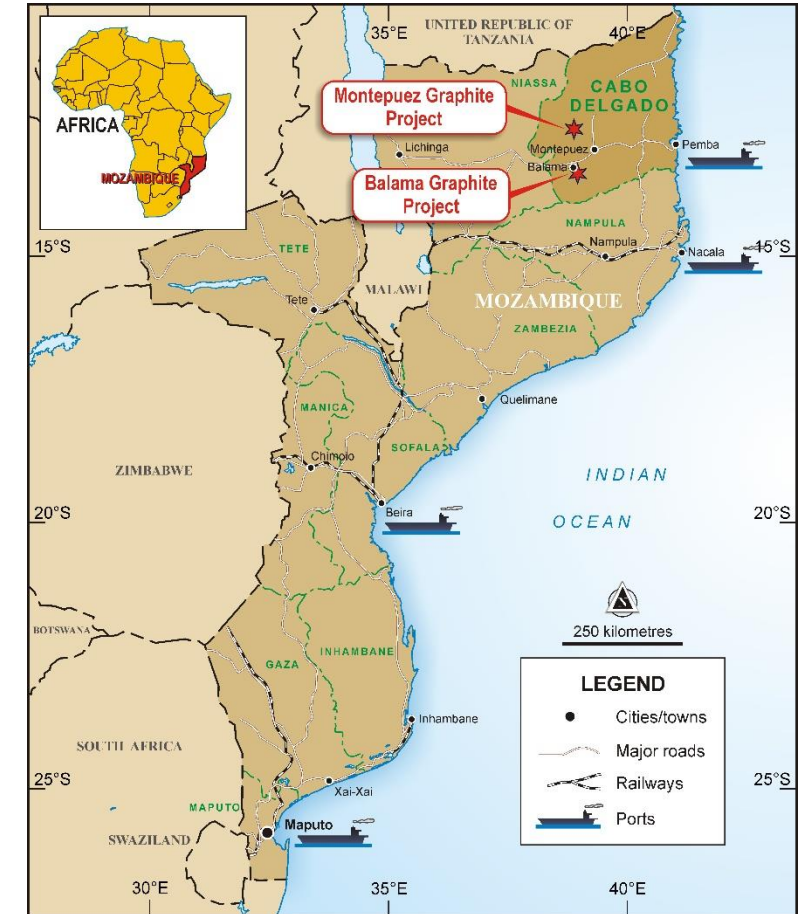 UNITED REPUBLIC OF
TANZANIA
35°E
40°E
AFRICA
MOZAMBIQUE
NIASSA
CABO
DELGADO
Montepuez Graphite
Project
Lichinga
Montepuez
Pemba
Balama
Balama Graphite
Project
NAMPULA
Nampula
Nacala
15°S
15°S
TETE
MALAWI
Tete
MOZAMBIQUE
ZAMBEZIA
MANICA
Quelimane
SOFALA
Chimoio
ZIMBABWE
INDIAN
OCEAN
Beira
20°S
20°S
250 kilometres
BOTSWANA
GAZA
INHAMBANE
LEGEND
Cities/towns
Major roads
Railways
Ports
Inhambane
SOUTH AFRICA
25°S
25°S
Xai-Xai
MAPUTO
Maputo
SWAZILAND
30°E
35°E
40°E